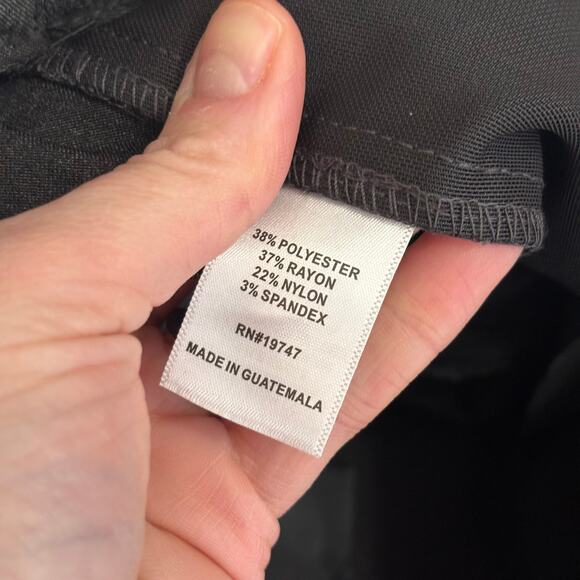 38% POLYESTER
37% RAYON
22% NYLON
3% SPANDEX
RN#19747
MADE IN GUATEMALA